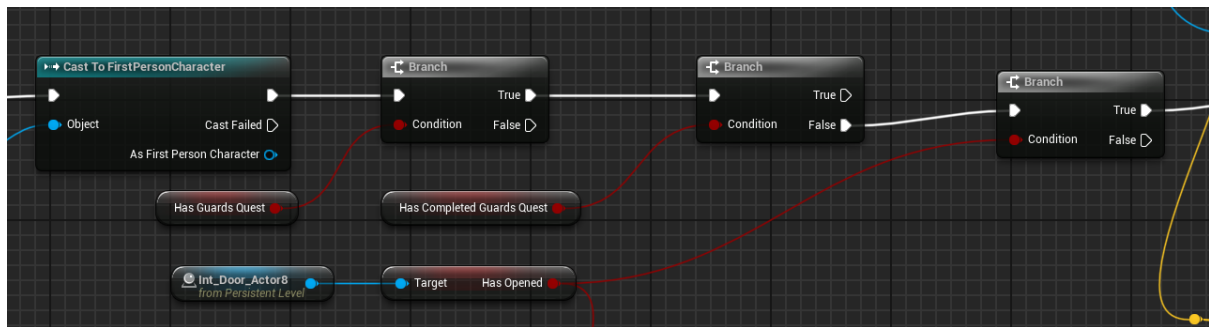 Cast To FirstPersonCharacter
Object
Cast Failed
As First Person Character
Branch
True
Condition
False
Branch
True
Condition
False
Branch
True
Condition
False
Has Guards Quest
Has Completed Guards Quest
Int_Door_Actor8
from Persistent Level
Target
Has Opened